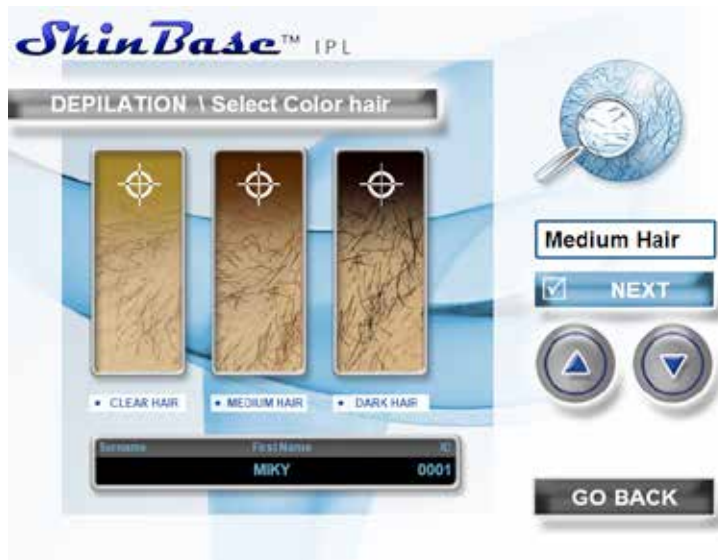 SkinBase™ IPL
DEPILATION \ Select Color hair
Medium Hair
NEXT
• CLEAR HAIR • MEDIUM HAIR • DARK HAIR
Surname First Name ID
MIKY 0001
GO BACK